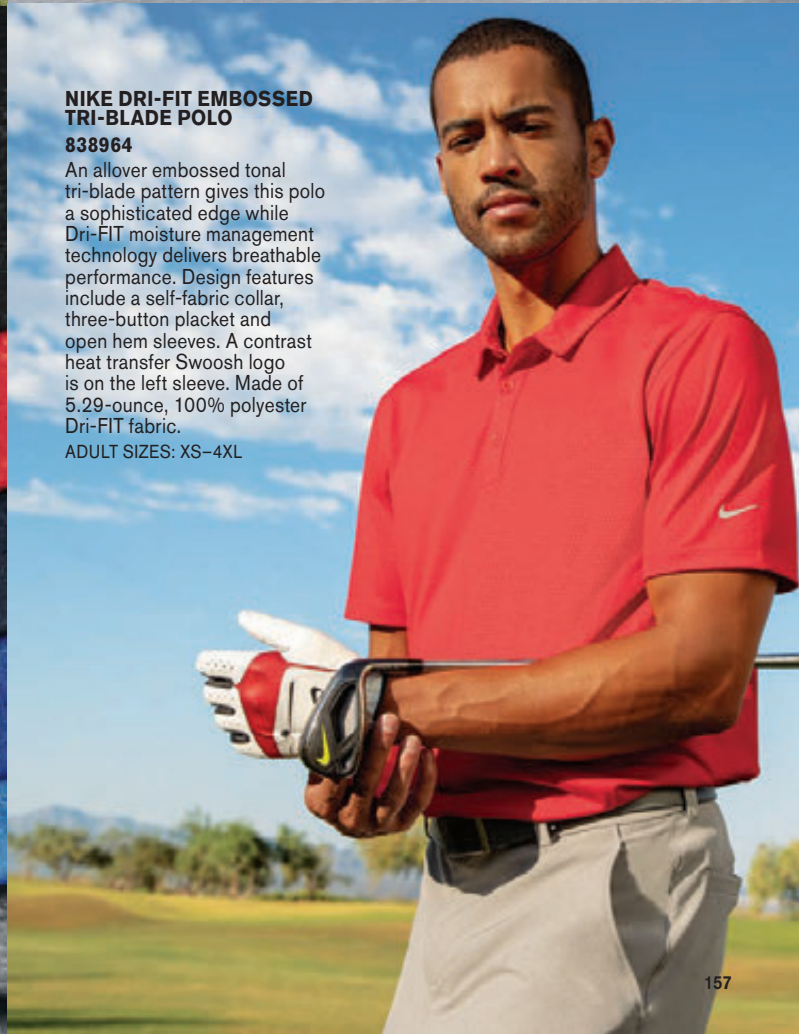 NIKE DRI-FIT EMBOSSED
TRI-BLADE POLO
838964
An allover embossed tonal
tri-blade pattern gives this polo
a sophisticated edge while
Dri-FIT moisture management
technology delivers breathable
performance. Design features
include a self-fabric collar,
three-button placket and
open hem sleeves. A contrast
heat transfer Swoosh logo
is on the left sleeve. Made of
5.29-ounce, 100% polyester
Dri-FIT fabric.
ADULT SIZES: XS–4XL
157